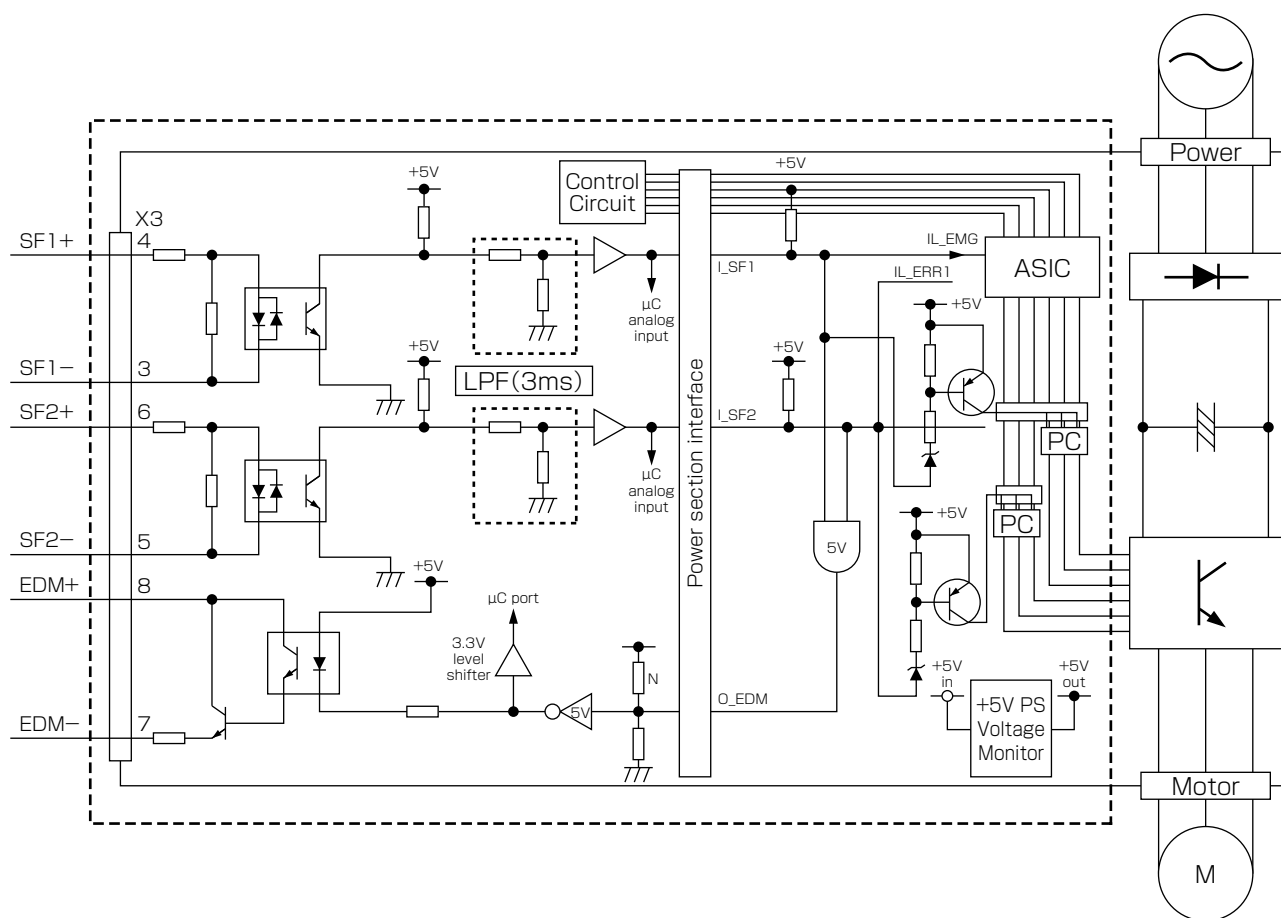 Power
+5V
+5V
Control
Circuit
X3
SF1+
4
I_SF1
IL_EMG
ASIC
IL_ERR1
µC
analog
input
+5V
+5V
+5V
SF1−
3
LPF(3ms)
SF2+
6
I_SF2
PC
µC
analog
input
Power section interface
+5V
PC
SF2−
5
5V
+5V
EDM+
8
µC port
3.3V
level
shifter
N
+5V
in
+5V
out
EDM−
7
5V
O_EDM
+5V PS
Voltage
Monitor
Motor
M